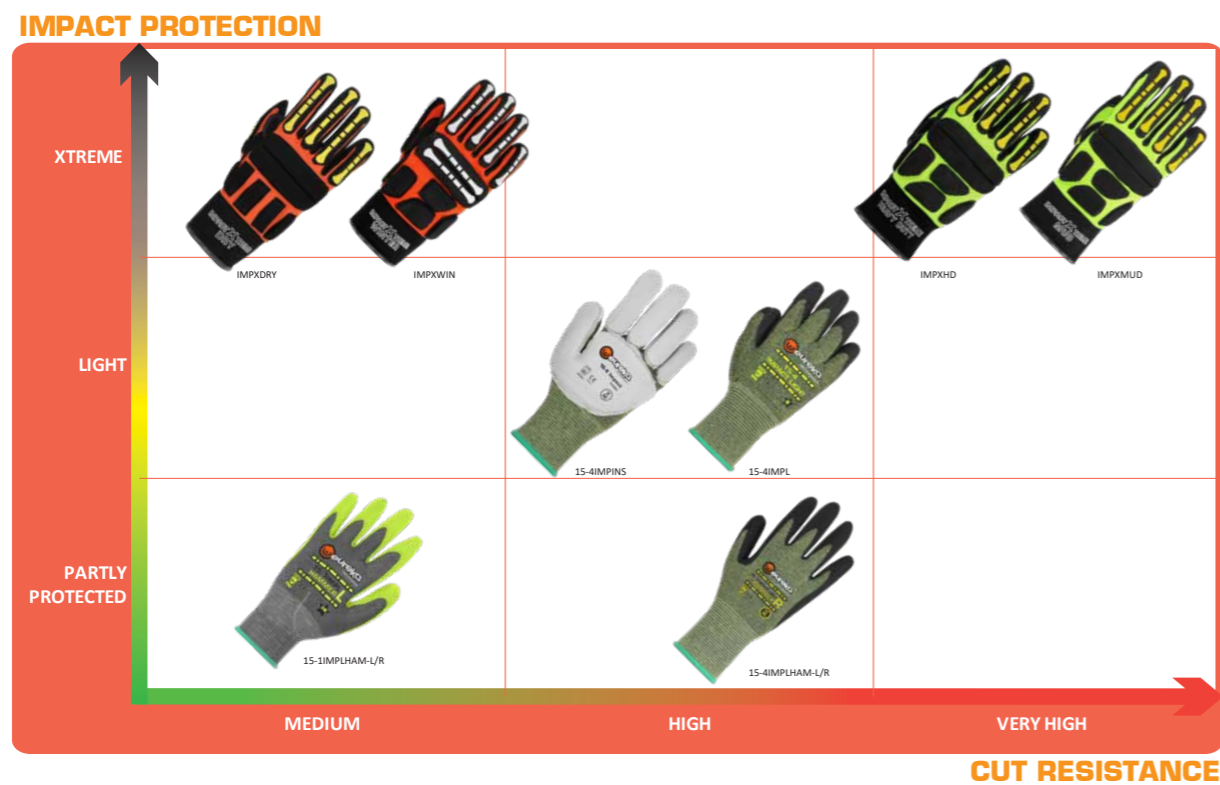 IMPACT PROTECTION
XTREME
IMPXDRY
IMPXWIN
IMPXHD
IMPXMUD
LIGHT
15-4IMPINS
15-4IMPL
PARTLY
PROTECTED
15-1IMPLHAM-L/R
15-4IMPLHAM-L/R
MEDIUM
HIGH
VERY HIGH
CUT RESISTANCE